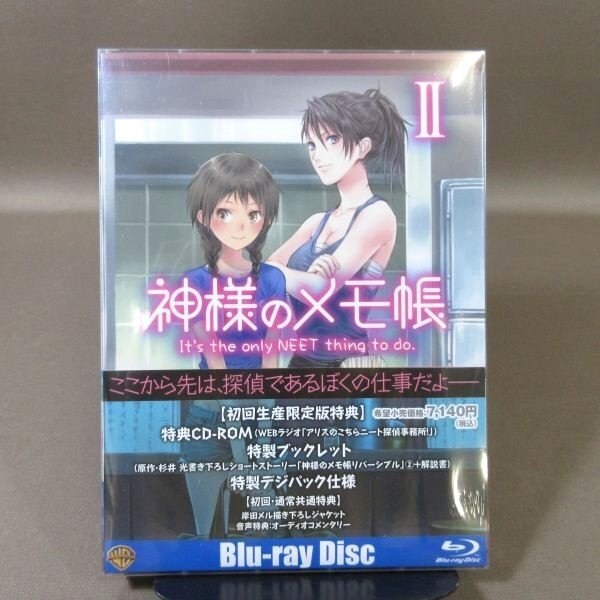 II
神様のメモ帳
It's the only NEET thing to do.
ここから先は、探偵であるぼくの仕事だよ――
【初回生産限定版特典】 希望小売価格:7,140円(税込)
特典CD-ROM(WEBラジオ「アリスのこちらニート探偵事務所!」)
特製ブックレット
(原作・杉井 光書き下ろしショートストーリー「神様のメモ帳リバーシブル」②+解説書)
特製デジパック仕様
【初回・通常共通特典】
岸田メル描き下ろしジャケット
音声特典:オーディオコメンタリー
Blu-ray Disc
Blu-ray Disc